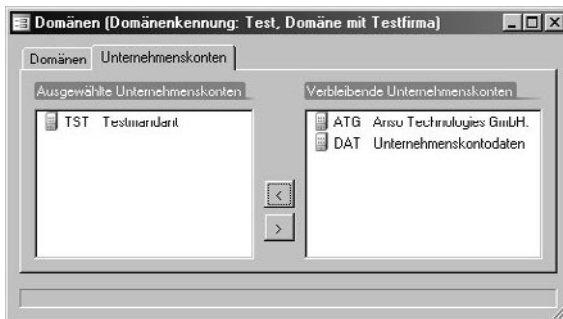 Domänen (Domänenkennung: Test, Domäne mit Testfirma)
Domänen Unternehmenskonten
Ausgewählte Unternehmenskonten
TST Testmandant
Verbleibende Unternehmenskonten
ATG Anso Technologies GmbH.
DAT Unternehmenskontodaten
<
>